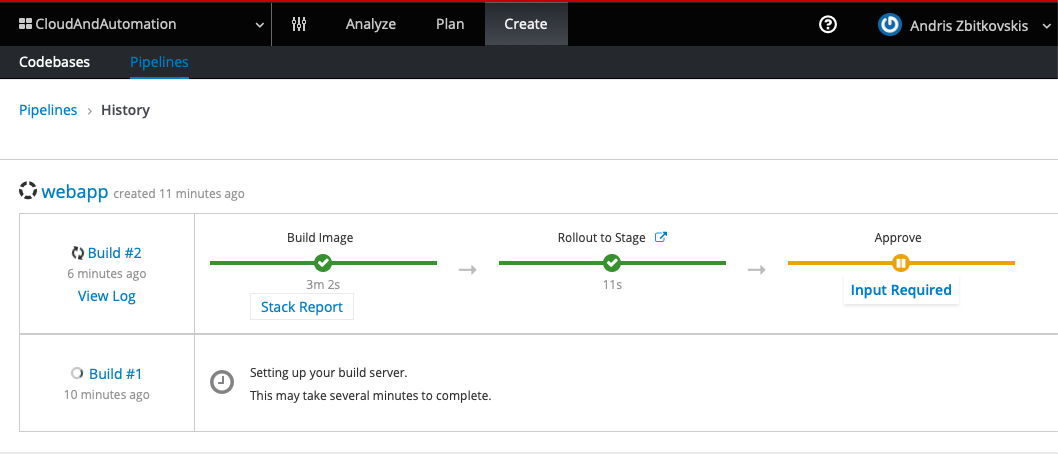 CloudAndAutomation Analyze Plan Create Andris Zbitkovskis
Codebases Pipelines
Pipelines › History
webapp created 11 minutes ago
Build #2
6 minutes ago
View Log
Build Image
3m 2s
Stack Report
Rollout to Stage
11s
Approve
Input Required
Build #1
10 minutes ago
Setting up your build server.
This may take several minutes to complete.